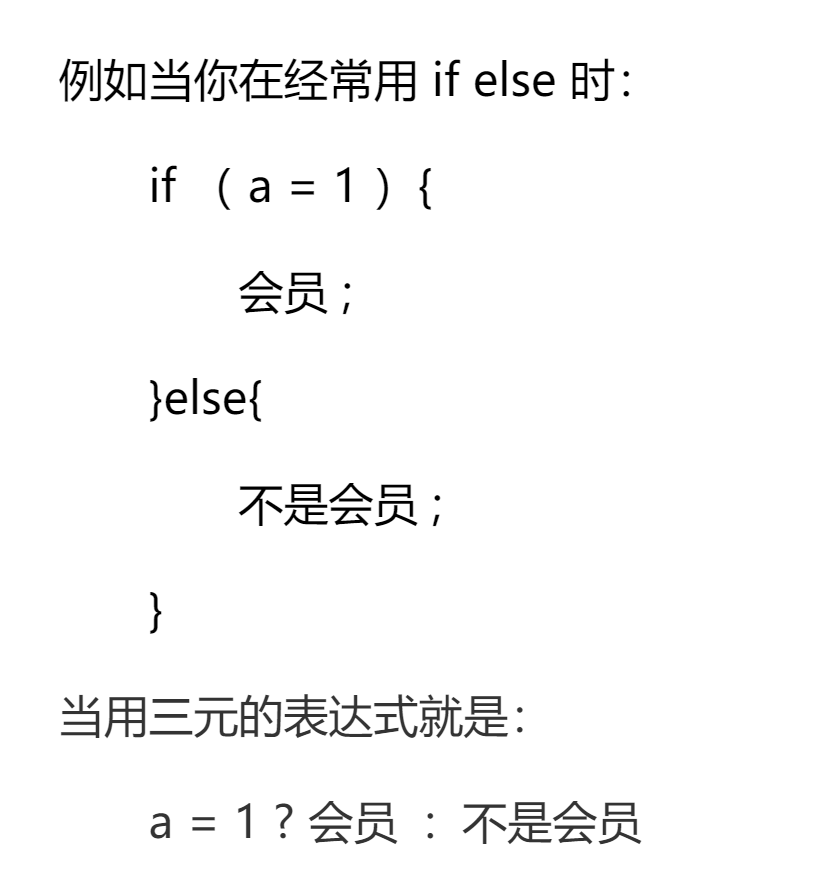 例如当你在经常用 if else 时：
if （ a = 1 ）{
会员 ;
}else{
不是会员 ;
}
当用三元的表达式就是：
a = 1 ? 会员 ： 不是会员